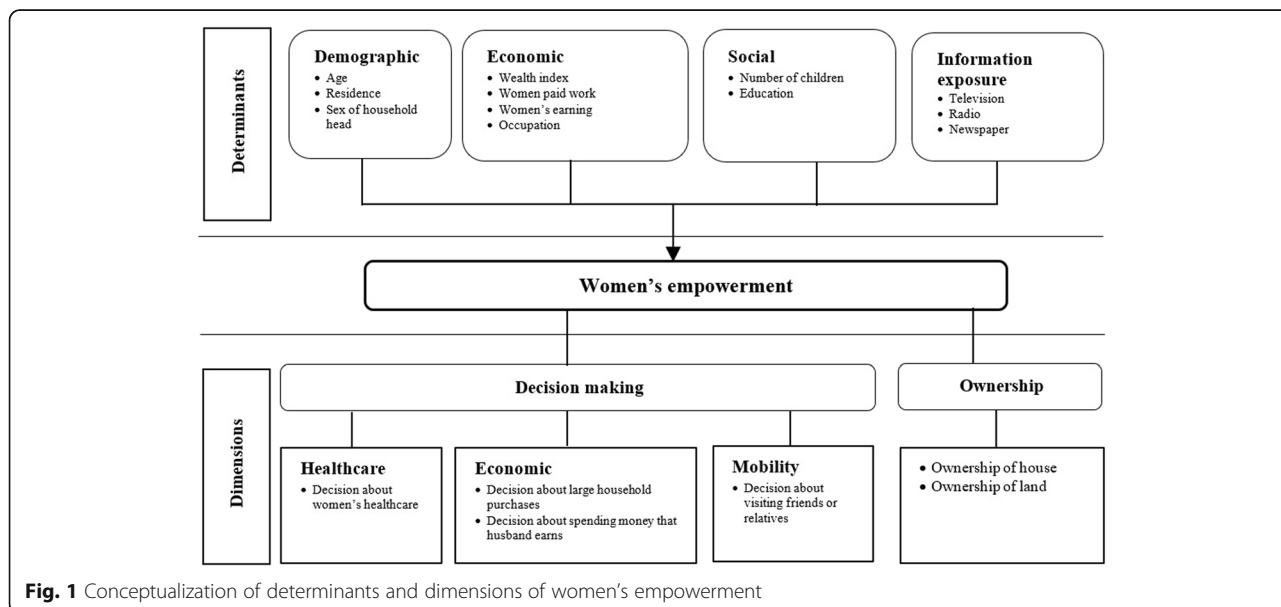 Determinants
Demographic
• Age
• Residence
• Sex of household
head
Economic
• Wealth index
• Women paid work
• Women's earning
• Occupation
Social
• Number of children
• Education
Information
exposure
• Television
• Radio
• Newspaper
Women's empowerment
Dimensions
Decision making
Ownership
Healthcare
• Decision about
women's healthcare
Economic
• Decision about large household
purchases
• Decision about spending money that
husband earns
Mobility
• Decision about
visiting friends or
relatives
• Ownership of house
• Ownership of land
Fig. 1 Conceptualization of determinants and dimensions of women's empowerment